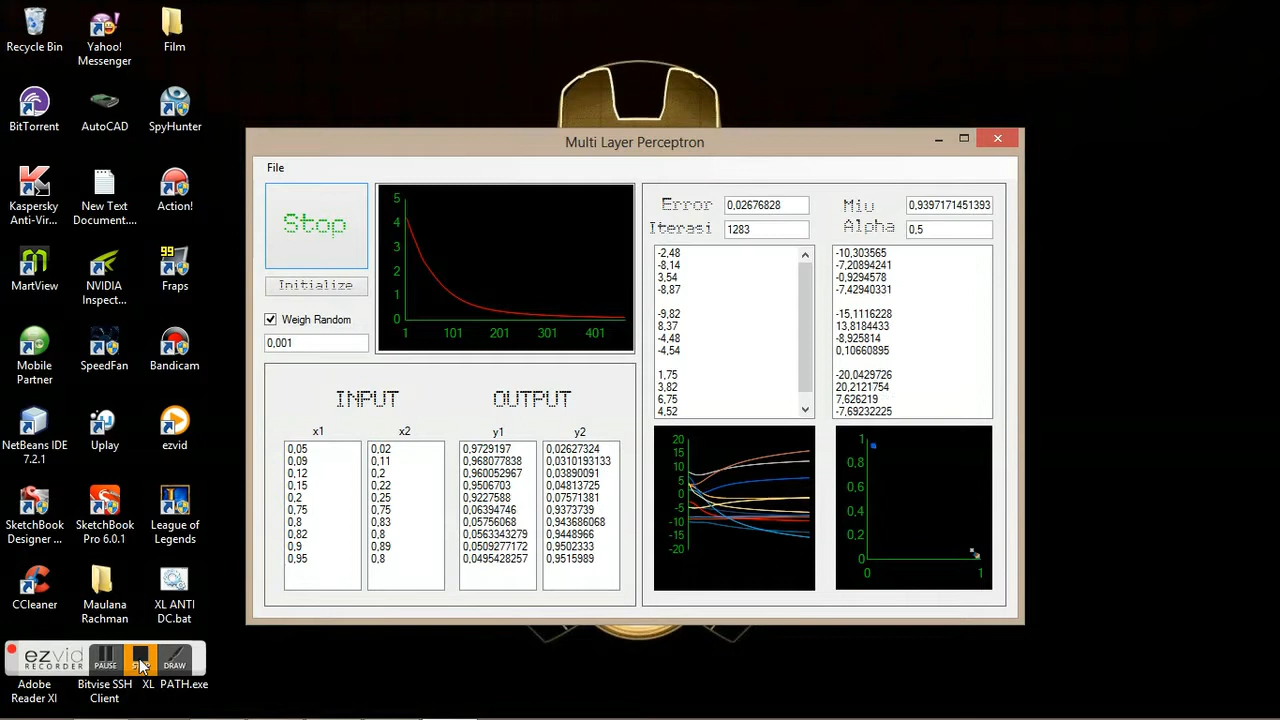 Recycle Bin
Yahoo!
Messenger
Film
BitTorrent
AutoCAD
SpyHunter
Kaspersky
Anti-Vir...
New Text
Document....
Action!
MartView
NVIDIA
Inspect...
99
Fraps
Mobile
Partner
SpeedFan
Bandicam
NetBeans IDE
7.2.1
Uplay
ezvid
SketchBook
Designer ...
SketchBook
Pro 6.0.1
League of
Legends
CCleaner
Maulana
Rachman
XL ANTI
DC.bat
ezvid
RECORDER
PAUSE
DRAW
Adobe
Reader XI
Bitvise SSH
Client
XL
PATH.exe
Multi Layer Perceptron
File
Stop
Initialize
Weigh Random
0,001
5
4
3
2
1
0
1
101
201
301
401
INPUT
OUTPUT
x1
x2
y1
y2
0,05
0,09
0,12
0,15
0,2
0,75
0,8
0,82
0,9
0,95
0,02
0,11
0,2
0,22
0,25
0,75
0,83
0,8
0,89
0,8
0,9729197
0,968077838
0,960052967
0,9506703
0,9227588
0,06394746
0,05756068
0,0563343279
0,0509277172
0,0495428257
0,02627324
0,0310193133
0,03890091
0,04813725
0,07571381
0,9373739
0,943686068
0,9448966
0,9502333
0,9515989
Error
0,02676828
Iterasi
1283
Miu
0,9397171451393
Alpha
0,5
-2,48
-8,14
3,54
-8,87
-9,82
8,37
-4,48
-4,54
1,75
3,82
6,75
4,52
-10,303565
-7,20894241
-0,9294578
-7,42940331
-15,1116228
13,8184433
-8,925814
0,10660895
-20,0429726
20,2121754
7,626219
-7,69232225
20
15
10
5
0
-5
-10
-15
-20
1
0,8
0,6
0,4
0,2
0
0
1